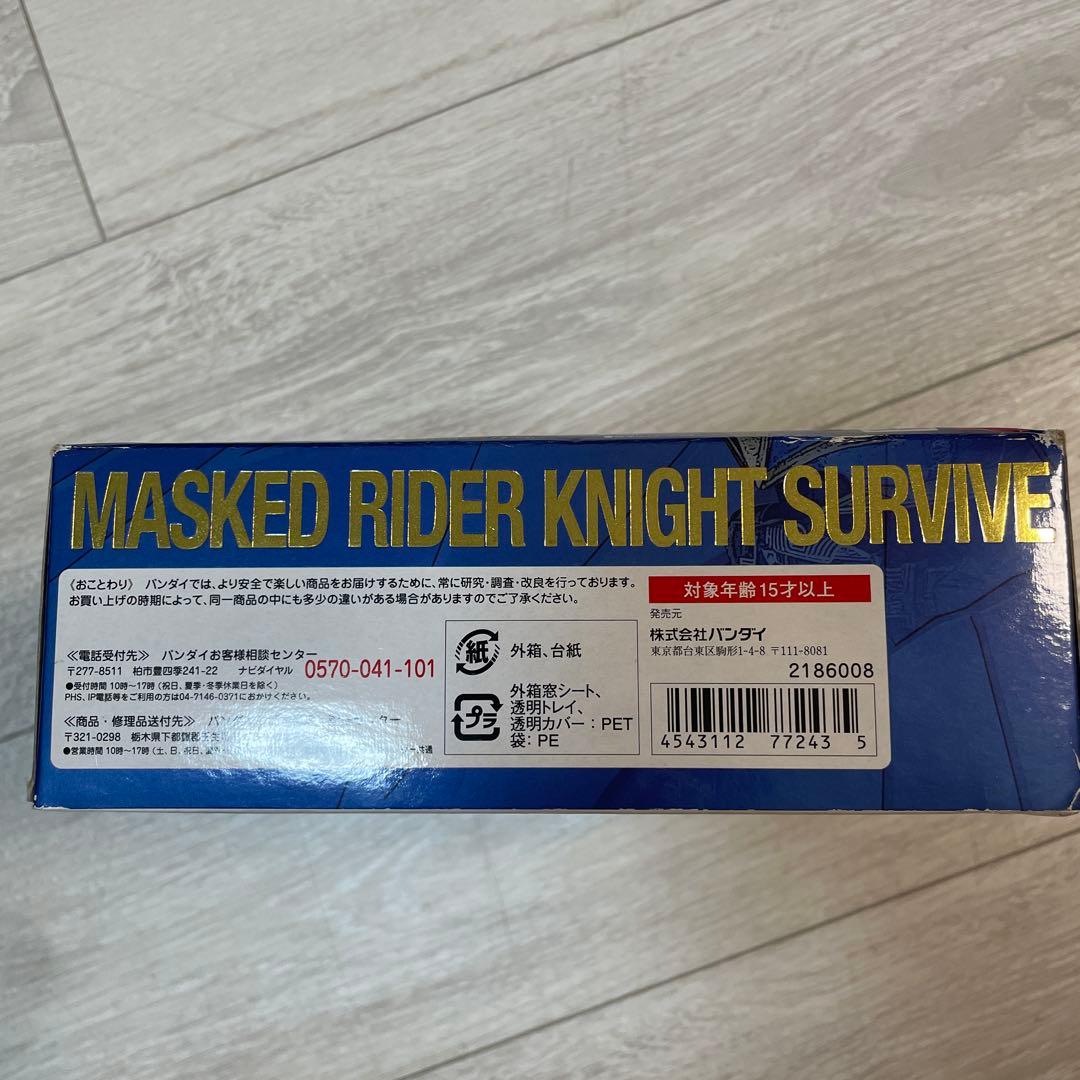 MASKED RIDER KNIGHT SURVIVE
《おことわり》 バンダイでは、より安全で楽しい商品をお届けするために、常に研究・調査・改良を行っております。
お買い上げの時期によって、同一商品の中にも多少の違いがある場合がありますのでご了承ください。
≪電話受付先≫ バンダイお客様相談センター
〒277-8511 柏市豊四季241-22 ナビダイヤル 0570-041-101
●受付時間 10時〜17時(祝日、夏季・冬季休業日を除く)
PHS、IP電話等をご利用の方は04-7146-0371におかけください。
≪商品・修理品送付先≫ バンダ
〒321-0298 栃木県下都賀郡壬生
●営業時間 10時〜17時(土、日、祝日、
紙 外箱、台紙
プラ 外箱窓シート、
透明トレイ、
透明カバー:PET
袋:PE
対象年齢15才以上
発売元
株式会社バンダイ
東京都台東区駒形1-4-8 〒111-8081
2186008
4543112 77243 5